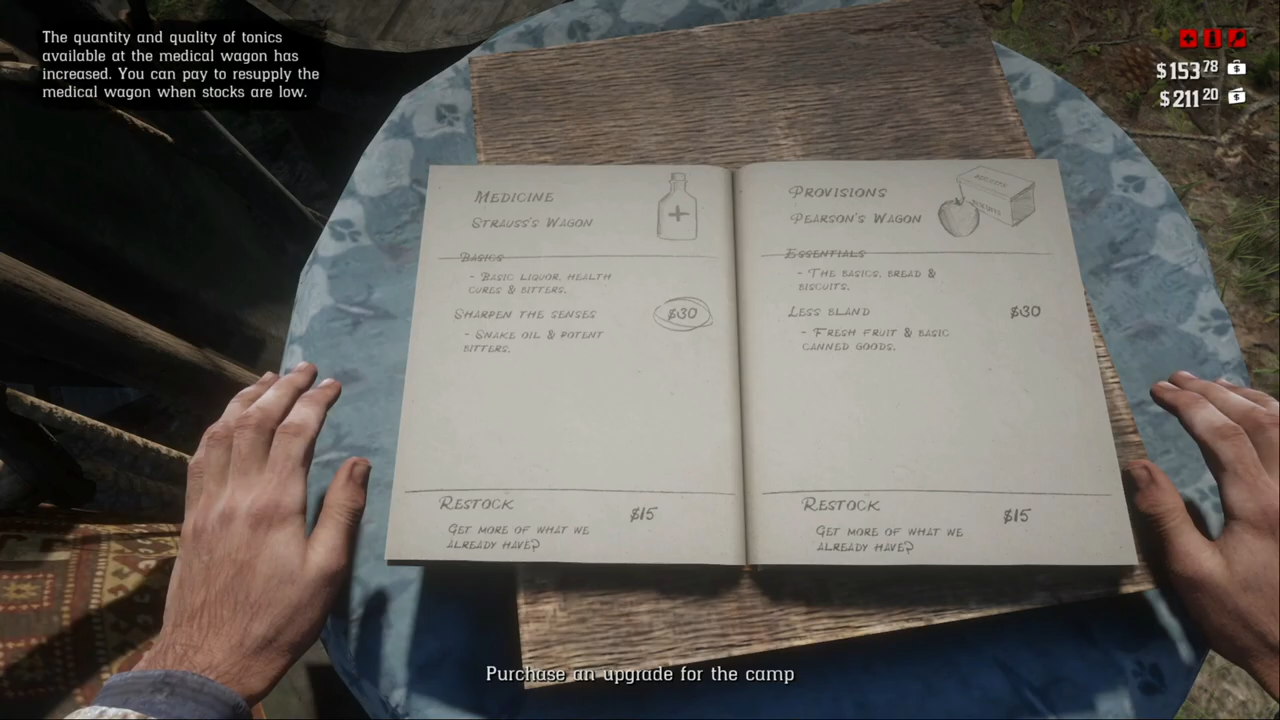 The quantity and quality of tonics
available at the medical wagon has
increased. You can pay to resupply the
medical wagon when stocks are low.
$153 78
$211 20
Medicine
Strauss's Wagon
Basics
- Basic liquor, health
cures & bitters.
Sharpen the senses $30
- Snake oil & potent
bitters.
Restock $15
Get more of what we
already have?
Provisions
Pearson's Wagon
Essentials
- The basics, bread &
biscuits.
Less bland $30
- Fresh fruit & basic
canned goods.
Restock $15
Get more of what we
already have?
Purchase an upgrade for the camp